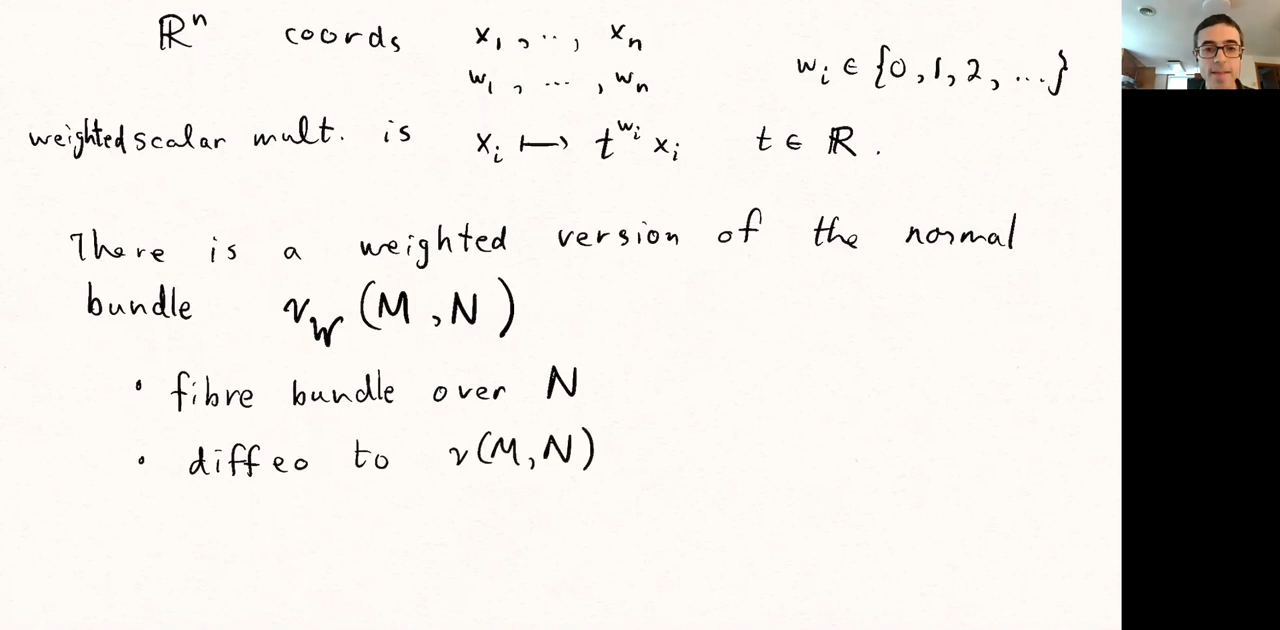 ℝⁿ coords x₁, ..., xₙ
w₁, ..., wₙ wᵢ ∈ {0, 1, 2, ...}
weighted scalar mult. is xᵢ ↦ t^{wᵢ} xᵢ t ∈ ℝ.
There is a weighted version of the normal
bundle ν_W (M, N)
• fibre bundle over N
• diffeo to ν(M, N)